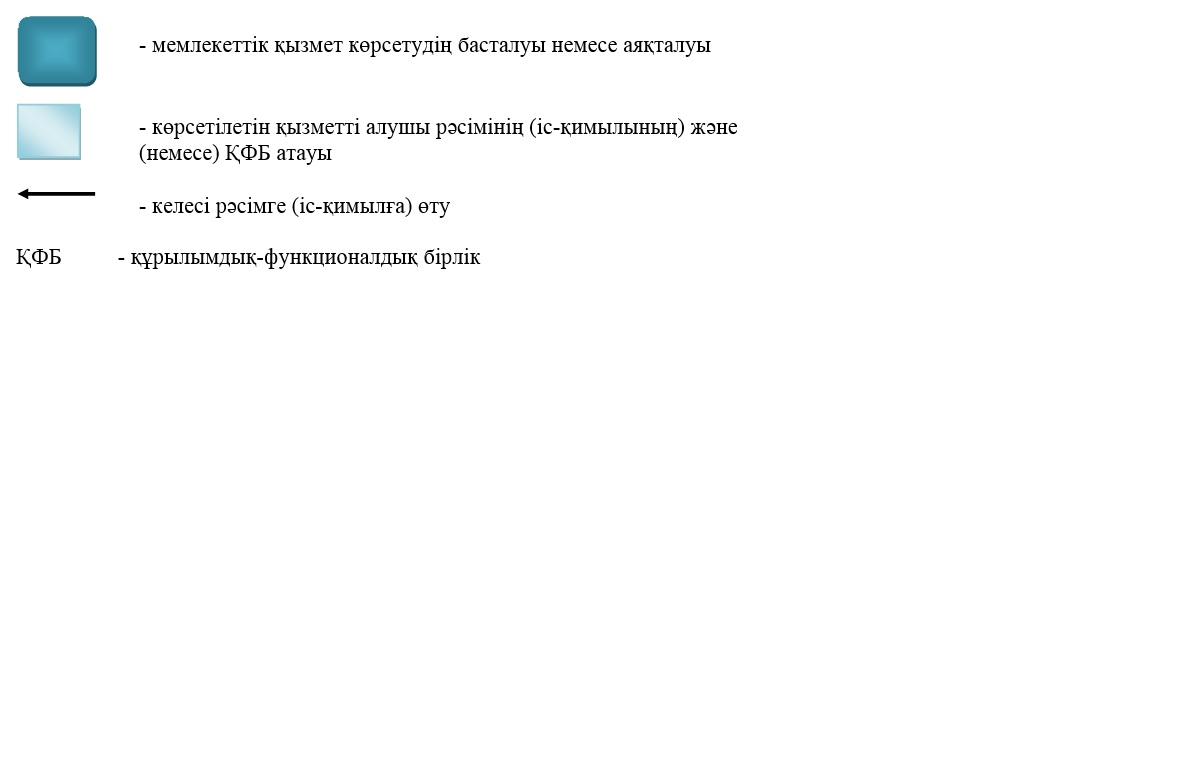 - мемлекеттік қызмет көрсетудің басталуы немесе аяқталуы
- көрсетілетін қызметті алушы рәсімінің (іс-қимылының) және
(немесе) ҚФБ атауы
- келесі рәсімге (іс-қимылға) өту
ҚФБ - құрылымдық-функционалдық бірлік